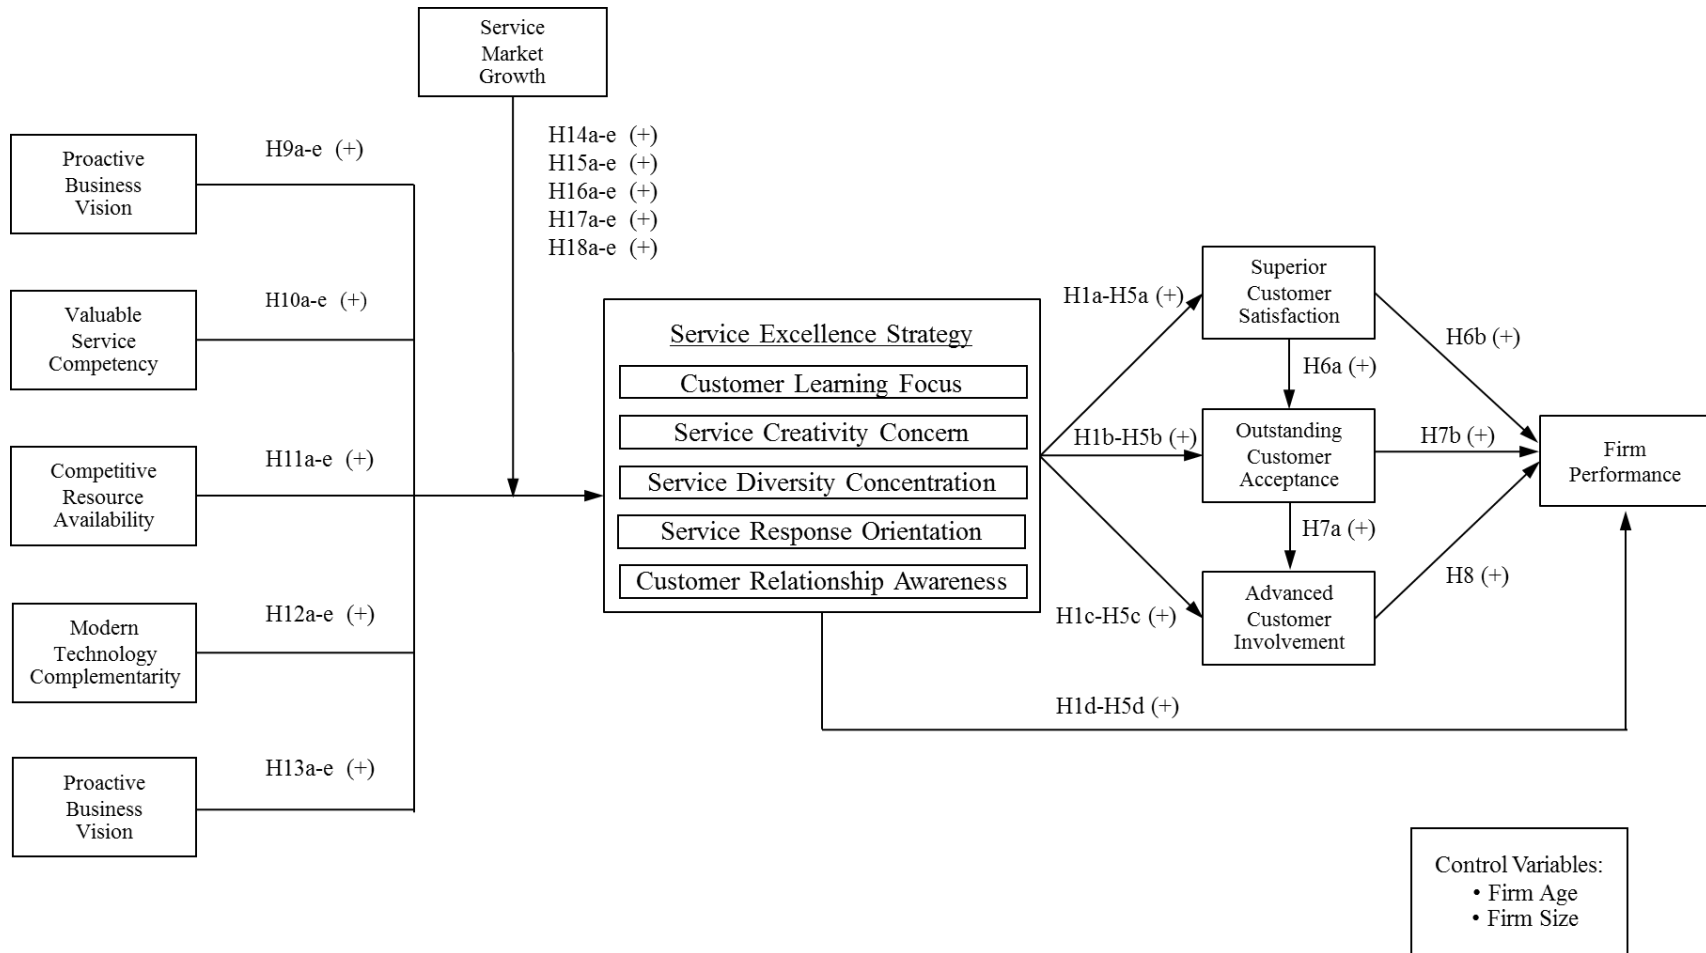 Service
Market
Growth
H14a-e (+)
H15a-e (+)
H16a-e (+)
H17a-e (+)
H18a-e (+)
Proactive
Business
Vision
H9a-e (+)
Valuable
Service
Competency
H10a-e (+)
Competitive
Resource
Availability
H11a-e (+)
Modern
Technology
Complementarity
H12a-e (+)
Proactive
Business
Vision
H13a-e (+)
Service Excellence Strategy
Customer Learning Focus
Service Creativity Concern
Service Diversity Concentration
Service Response Orientation
Customer Relationship Awareness
H1a-H5a (+)
H1b-H5b (+)
H1c-H5c (+)
H1d-H5d (+)
Superior
Customer
Satisfaction
H6a (+)
H6b (+)
Outstanding
Customer
Acceptance
H7a (+)
H7b (+)
Advanced
Customer
Involvement
H8 (+)
Firm
Performance
Control Variables:
• Firm Age
• Firm Size